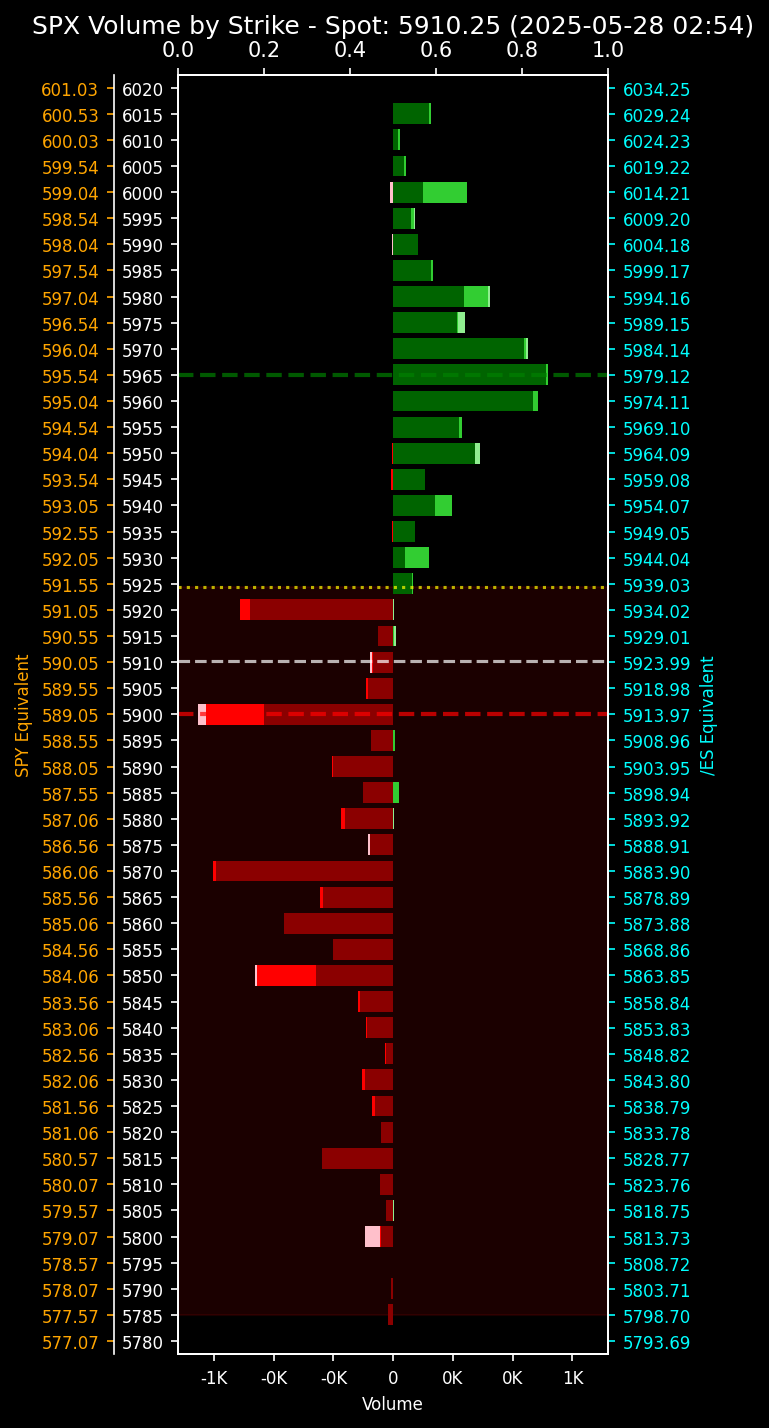 SPX Volume by Strike - Spot: 5910.25 (2025-05-28 02:54)
0.0 0.2 0.4 0.6 0.8 1.0
601.03 6020 6034.25
600.53 6015 6029.24
600.03 6010 6024.23
599.54 6005 6019.22
599.04 6000 6014.21
598.54 5995 6009.20
598.04 5990 6004.18
597.54 5985 5999.17
597.04 5980 5994.16
596.54 5975 5989.15
596.04 5970 5984.14
595.54 5965 5979.12
595.04 5960 5974.11
594.54 5955 5969.10
594.04 5950 5964.09
593.54 5945 5959.08
593.05 5940 5954.07
592.55 5935 5949.05
592.05 5930 5944.04
591.55 5925 5939.03
591.05 5920 5934.02
590.55 5915 5929.01
590.05 5910 5923.99
589.55 5905 5918.98
589.05 5900 5913.97
588.55 5895 5908.96
588.05 5890 5903.95
587.55 5885 5898.94
587.06 5880 5893.92
586.56 5875 5888.91
586.06 5870 5883.90
585.56 5865 5878.89
585.06 5860 5873.88
584.56 5855 5868.86
584.06 5850 5863.85
583.56 5845 5858.84
583.06 5840 5853.83
582.56 5835 5848.82
582.06 5830 5843.80
581.56 5825 5838.79
581.06 5820 5833.78
580.57 5815 5828.77
580.07 5810 5823.76
579.57 5805 5818.75
579.07 5800 5813.73
578.57 5795 5808.72
578.07 5790 5803.71
577.57 5785 5798.70
577.07 5780 5793.69
SPY Equivalent
/ES Equivalent
-1K -0K -0K 0 0K 0K 1K
Volume